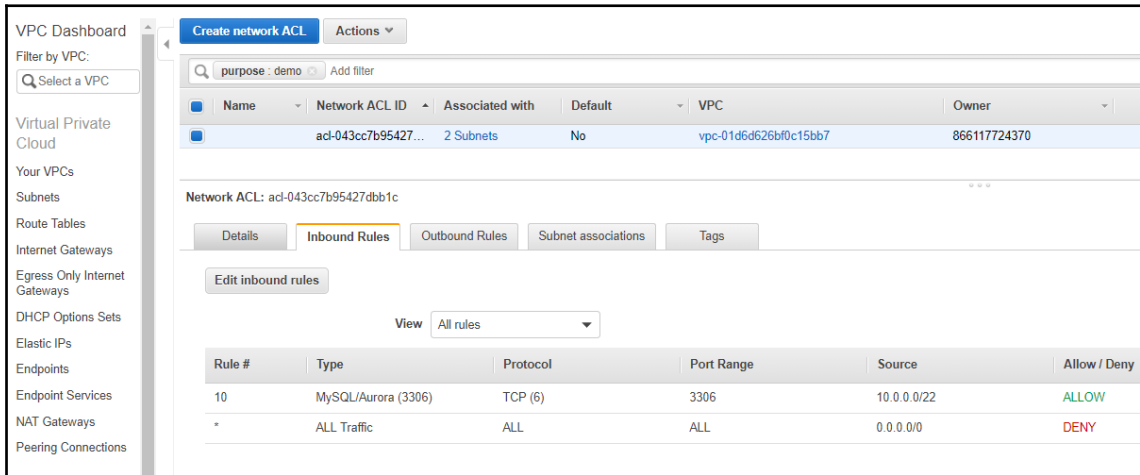 VPC Dashboard
Filter by VPC:
Select a VPC
Virtual Private
Cloud
Your VPCs
Subnets
Route Tables
Internet Gateways
Egress Only Internet
Gateways
DHCP Options Sets
Elastic IPs
Endpoints
Endpoint Services
NAT Gateways
Peering Connections
Create network ACL Actions
purpose : demo Add filter
Name Network ACL ID Associated with Default VPC Owner
acl-043cc7b95427... 2 Subnets No vpc-01d6d626bf0c15bb7 866117724370
Network ACL: acl-043cc7b95427dbb1c
Details Inbound Rules Outbound Rules Subnet associations Tags
Edit inbound rules
View All rules
Rule # Type Protocol Port Range Source Allow / Deny
10 MySQL/Aurora (3306) TCP (6) 3306 10.0.0.0/22 ALLOW
* ALL Traffic ALL ALL 0.0.0.0/0 DENY